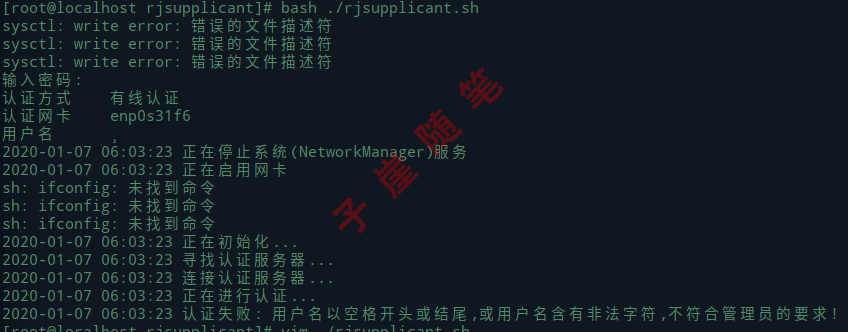 [root@localhost rjsupplicant]# bash ./rjsupplicant.sh
sysctl: write error: 错误的文件描述符
sysctl: write error: 错误的文件描述符
sysctl: write error: 错误的文件描述符
输入密码:
认证方式 有线认证
认证网卡 enp0s31f6
用户名 ,
2020-01-07 06:03:23 正在停止系统(NetworkManager)服务
2020-01-07 06:03:23 正在启用网卡
sh: ifconfig: 未找到命令
sh: ifconfig: 未找到命令
sh: ifconfig: 未找到命令
2020-01-07 06:03:23 正在初始化...
2020-01-07 06:03:23 寻找认证服务器...
2020-01-07 06:03:23 连接认证服务器...
2020-01-07 06:03:23 正在进行认证...
2020-01-07 06:03:23 认证失败: 用户名以空格开头或结尾,或用户名含有非法字符,不符合管理员的要求!
[root@localhost rjsupplicant]# vim ./rjsupplicant.sh
子崖随笔